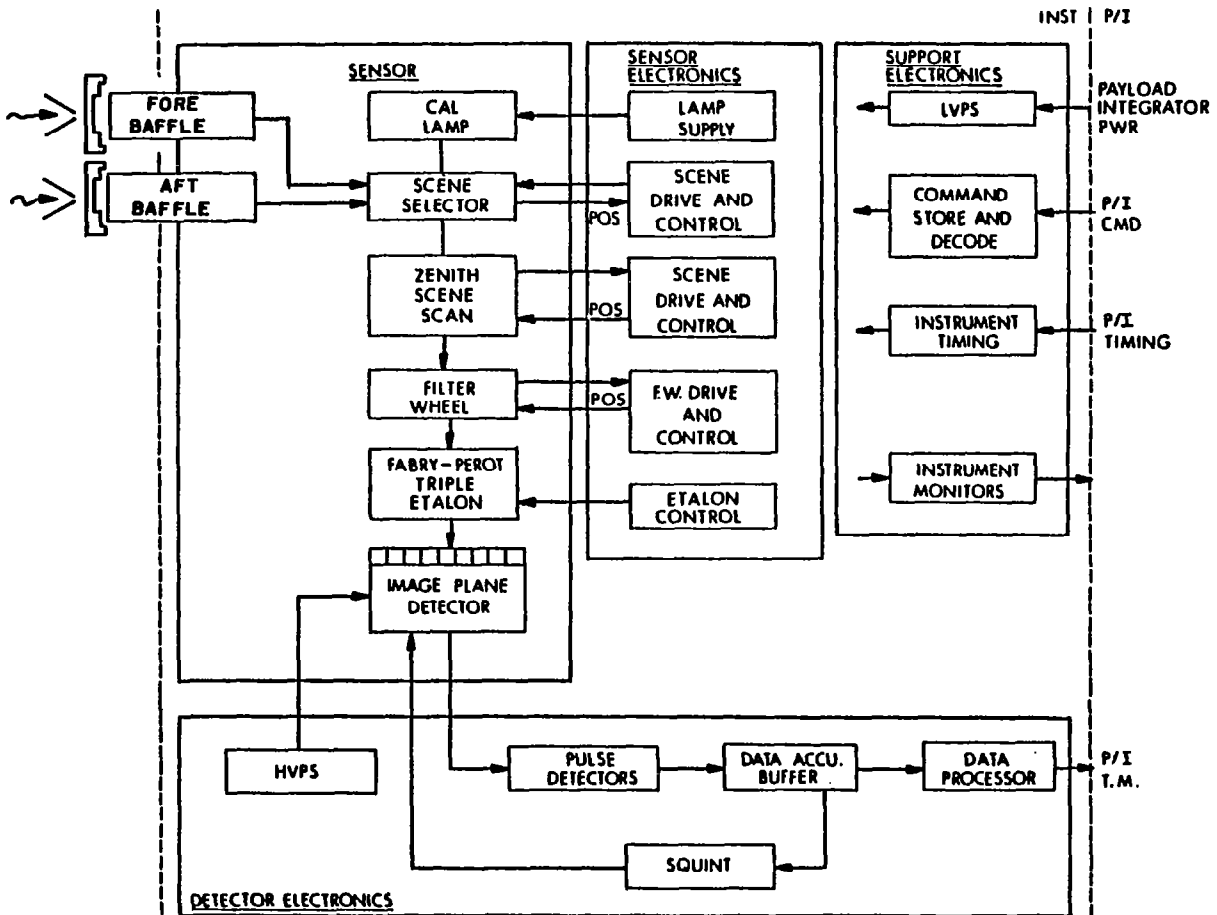 INST P/I
SENSOR
SENSOR
ELECTRONICS
SUPPORT
ELECTRONICS
FORE
BAFFLE
CAL
LAMP
LAMP
SUPPLY
LVPS
PAYLOAD
INTEGRATOR
PWR
AFT
BAFFLE
SCENE
SELECTOR
POS
SCENE
DRIVE AND
CONTROL
COMMAND
STORE AND
DECODE
P/I
CMD
ZENITH
SCENE
SCAN
POS
SCENE
DRIVE AND
CONTROL
INSTRUMENT
TIMING
P/I
TIMING
FILTER
WHEEL
POS
F.W. DRIVE
AND
CONTROL
FABRY-PEROT
TRIPLE
ETALON
ETALON
CONTROL
INSTRUMENT
MONITORS
IMAGE PLANE
DETECTOR
HVPS
PULSE
DETECTORS
DATA ACCU.
BUFFER
DATA
PROCESSOR
P/I
T.M.
SQUINT
DETECTOR ELECTRONICS